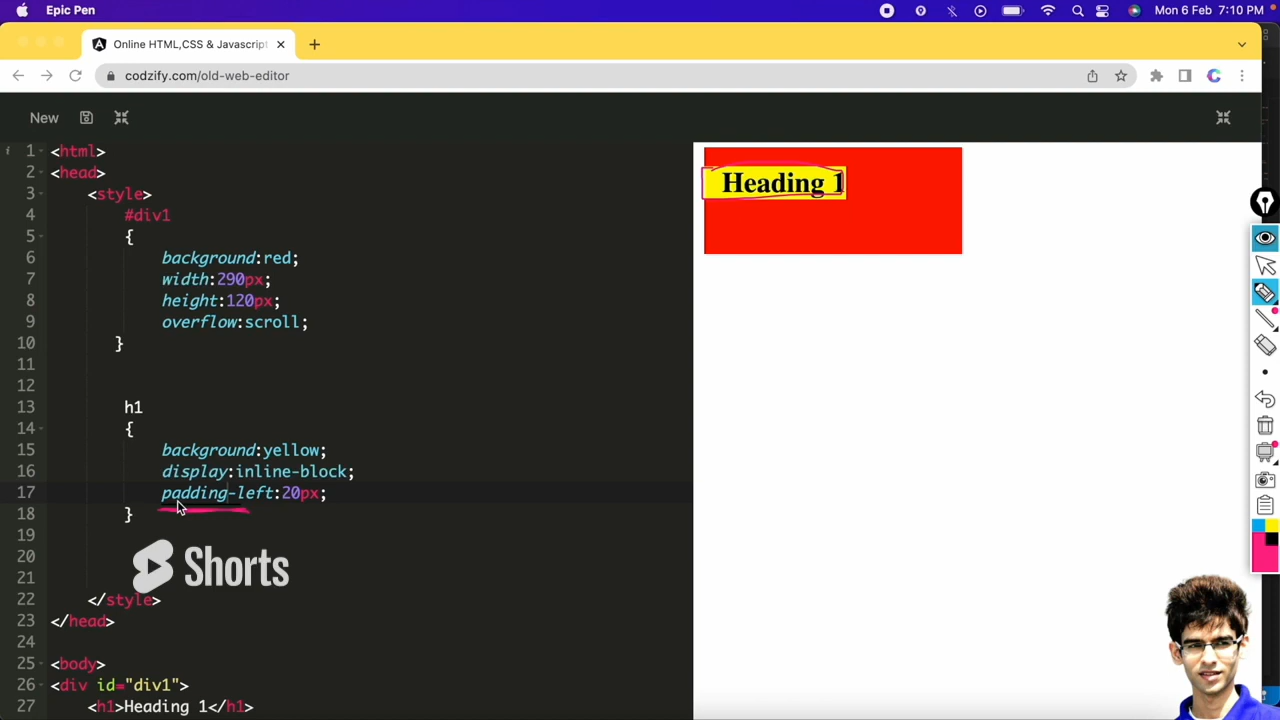 Epic Pen
Mon 6 Feb 7:10 PM
Online HTML,CSS & Javascript
codzify.com/old-web-editor
New
1 <html>
2 <head>
3 <style>
4 #div1
5 {
6 background:red;
7 width:290px;
8 height:120px;
9 overflow:scroll;
10 }
11
12
13 h1
14 {
15 background:yellow;
16 display:inline-block;
17 padding-left:20px;
18 }
19
20
21
22 </style>
23 </head>
24
25 <body>
26 <div id="div1">
27 <h1>Heading 1</h1>
Heading 1
Shorts